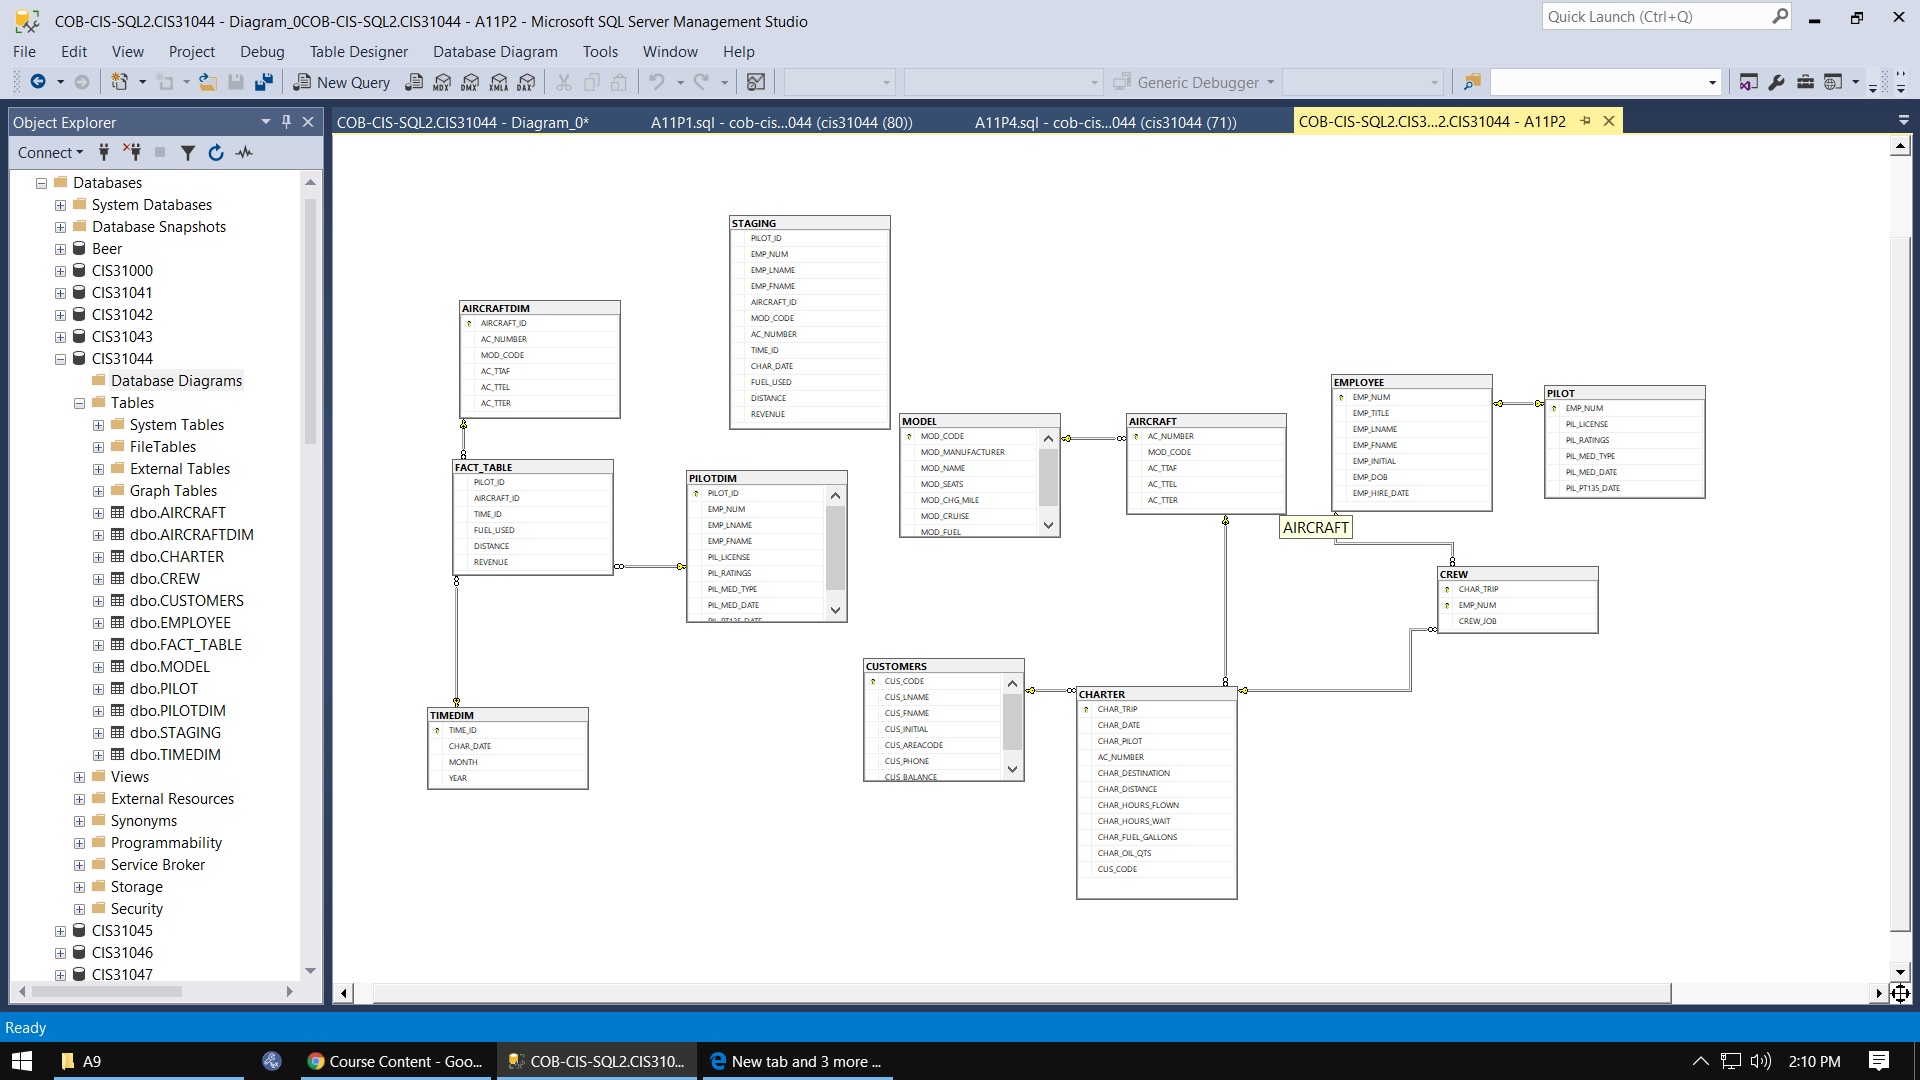 COB-CIS-SQL2.CIS31044 - Diagram_0COB-CIS-SQL2.CIS31044 - A11P2 - Microsoft SQL Server Management Studio
Quick Launch (Ctrl+Q)
File Edit View Project Debug Table Designer Database Diagram Tools Window Help
New Query
MDX DMX XMLA DAX
Generic Debugger
Object Explorer
Connect
Databases
System Databases
Database Snapshots
Beer
CIS31000
CIS31041
CIS31042
CIS31043
CIS31044
Database Diagrams
Tables
System Tables
FileTables
External Tables
Graph Tables
dbo.AIRCRAFT
dbo.AIRCRAFTDIM
dbo.CHARTER
dbo.CREW
dbo.CUSTOMERS
dbo.EMPLOYEE
dbo.FACT_TABLE
dbo.MODEL
dbo.PILOT
dbo.PILOTDIM
dbo.STAGING
dbo.TIMEDIM
Views
External Resources
Synonyms
Programmability
Service Broker
Storage
Security
CIS31045
CIS31046
CIS31047
COB-CIS-SQL2.CIS31044 - Diagram_0*
A11P1.sql - cob-cis...044 (cis31044 (80))
A11P4.sql - cob-cis...044 (cis31044 (71))
COB-CIS-SQL2.CIS3...2.CIS31044 - A11P2
STAGING
PILOT_ID
EMP_NUM
EMP_LNAME
EMP_FNAME
AIRCRAFT_ID
MOD_CODE
AC_NUMBER
TIME_ID
CHAR_DATE
FUEL_USED
DISTANCE
REVENUE
AIRCRAFTDIM
AIRCRAFT_ID
AC_NUMBER
MOD_CODE
AC_TTAF
AC_TTEL
AC_TTER
FACT_TABLE
PILOT_ID
AIRCRAFT_ID
TIME_ID
FUEL_USED
DISTANCE
REVENUE
PILOTDIM
PILOT_ID
EMP_NUM
EMP_LNAME
EMP_FNAME
PIL_LICENSE
PIL_RATINGS
PIL_MED_TYPE
PIL_MED_DATE
PIL_PT135_DATE
TIMEDIM
TIME_ID
CHAR_DATE
MONTH
YEAR
MODEL
MOD_CODE
MOD_MANUFACTURER
MOD_NAME
MOD_SEATS
MOD_CHG_MILE
MOD_CRUISE
MOD_FUEL
AIRCRAFT
AC_NUMBER
MOD_CODE
AC_TTAF
AC_TTEL
AC_TTER
AIRCRAFT
EMPLOYEE
EMP_NUM
EMP_TITLE
EMP_LNAME
EMP_FNAME
EMP_INITIAL
EMP_DOB
EMP_HIRE_DATE
PILOT
EMP_NUM
PIL_LICENSE
PIL_RATINGS
PIL_MED_TYPE
PIL_MED_DATE
PIL_PT135_DATE
CREW
CHAR_TRIP
EMP_NUM
CREW_JOB
CUSTOMERS
CUS_CODE
CUS_LNAME
CUS_FNAME
CUS_INITIAL
CUS_AREACODE
CUS_PHONE
CUS_BALANCE
CHARTER
CHAR_TRIP
CHAR_DATE
CHAR_PILOT
AC_NUMBER
CHAR_DESTINATION
CHAR_DISTANCE
CHAR_HOURS_FLOWN
CHAR_HOURS_WAIT
CHAR_FUEL_GALLONS
CHAR_OIL_QTS
CUS_CODE
Ready
A9
Course Content - Goo...
COB-CIS-SQL2.CIS310...
New tab and 3 more ...
2:10 PM